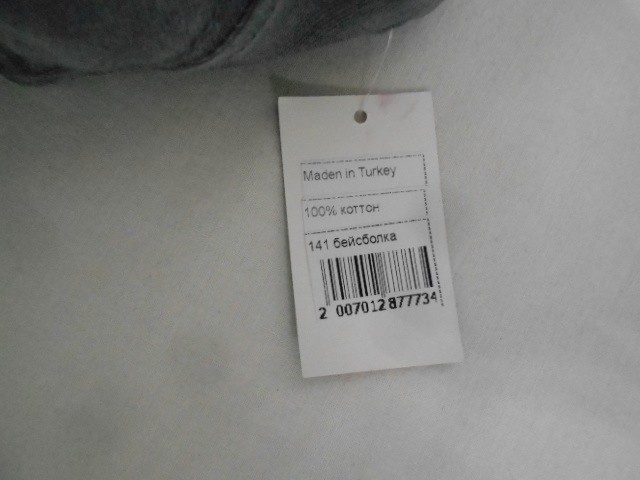 Maden in Turkey
100% коттон
141 бейсболка
2 007012 877734